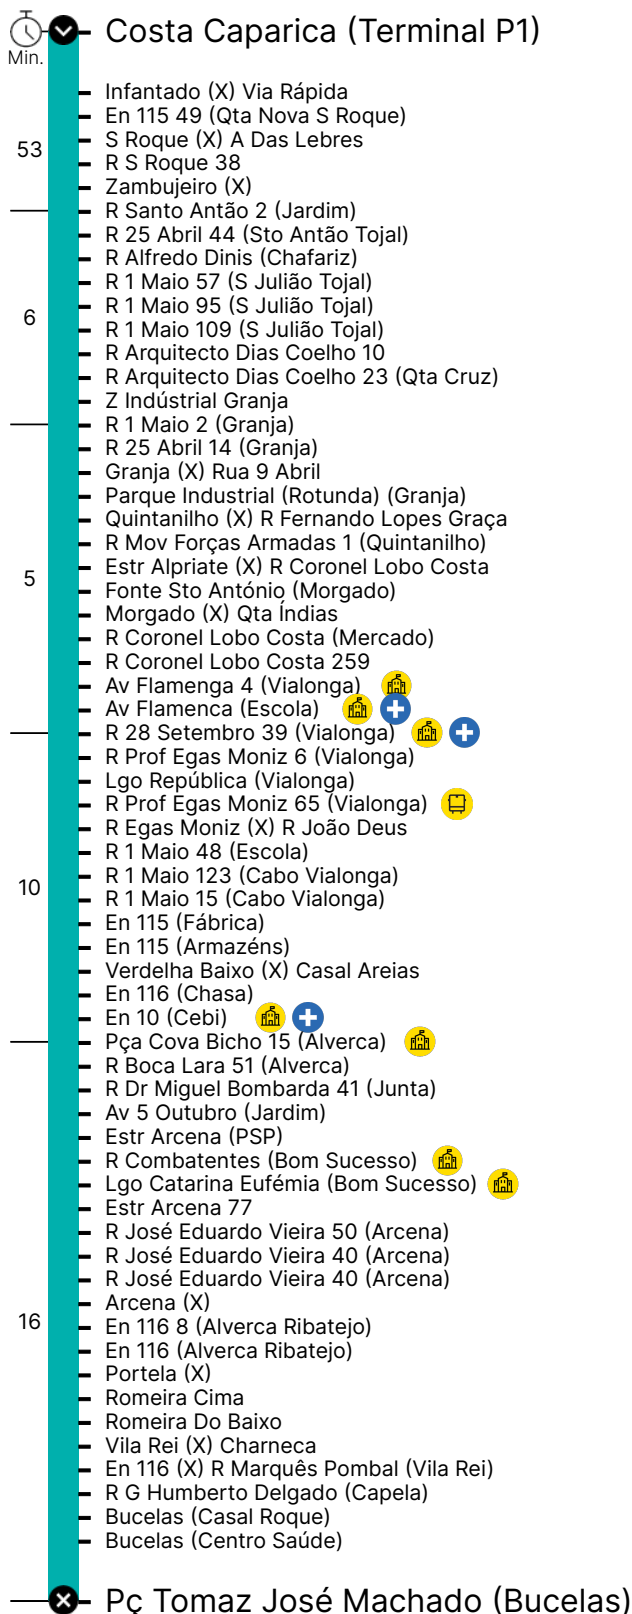 Costa Caparica (Terminal P1)
Min.
Infantado (X) Via Rápida
En 115 49 (Qta Nova S Roque)
S Roque (X) A Das Lebres
53
R S Roque 38
Zambujeiro (X)
R Santo Antão 2 (Jardim)
R 25 Abril 44 (Sto Antão Tojal)
R Alfredo Dinis (Chafariz)
R 1 Maio 57 (S Julião Tojal)
R 1 Maio 95 (S Julião Tojal)
6
R 1 Maio 109 (S Julião Tojal)
R Arquitecto Dias Coelho 10
R Arquitecto Dias Coelho 23 (Qta Cruz)
Z Indústrial Granja
R 1 Maio 2 (Granja)
R 25 Abril 14 (Granja)
Granja (X) Rua 9 Abril
Parque Industrial (Rotunda) (Granja)
Quintanilho (X) R Fernando Lopes Graça
R Mov Forças Armadas 1 (Quintanilho)
Estr Alpriate (X) R Coronel Lobo Costa
5
Fonte Sto António (Morgado)
Morgado (X) Qta Índias
R Coronel Lobo Costa (Mercado)
R Coronel Lobo Costa 259
Av Flamenga 4 (Vialonga)
Av Flamenca (Escola)
R 28 Setembro 39 (Vialonga)
R Prof Egas Moniz 6 (Vialonga)
Lgo República (Vialonga)
R Prof Egas Moniz 65 (Vialonga)
R Egas Moniz (X) R João Deus
R 1 Maio 48 (Escola)
R 1 Maio 123 (Cabo Vialonga)
10
R 1 Maio 15 (Cabo Vialonga)
En 115 (Fábrica)
En 115 (Armazéns)
Verdelha Baixo (X) Casal Areias
En 116 (Chasa)
En 10 (Cebi)
Pça Cova Bicho 15 (Alverca)
R Boca Lara 51 (Alverca)
R Dr Miguel Bombarda 41 (Junta)
Av 5 Outubro (Jardim)
Estr Arcena (PSP)
R Combatentes (Bom Sucesso)
Lgo Catarina Eufémia (Bom Sucesso)
Estr Arcena 77
R José Eduardo Vieira 50 (Arcena)
R José Eduardo Vieira 40 (Arcena)
R José Eduardo Vieira 40 (Arcena)
Arcena (X)
16
En 116 8 (Alverca Ribatejo)
En 116 (Alverca Ribatejo)
Portela (X)
Romeira Cima
Romeira Do Baixo
Vila Rei (X) Charneca
En 116 (X) R Marquês Pombal (Vila Rei)
R G Humberto Delgado (Capela)
Bucelas (Casal Roque)
Bucelas (Centro Saúde)
Pç Tomaz José Machado (Bucelas)